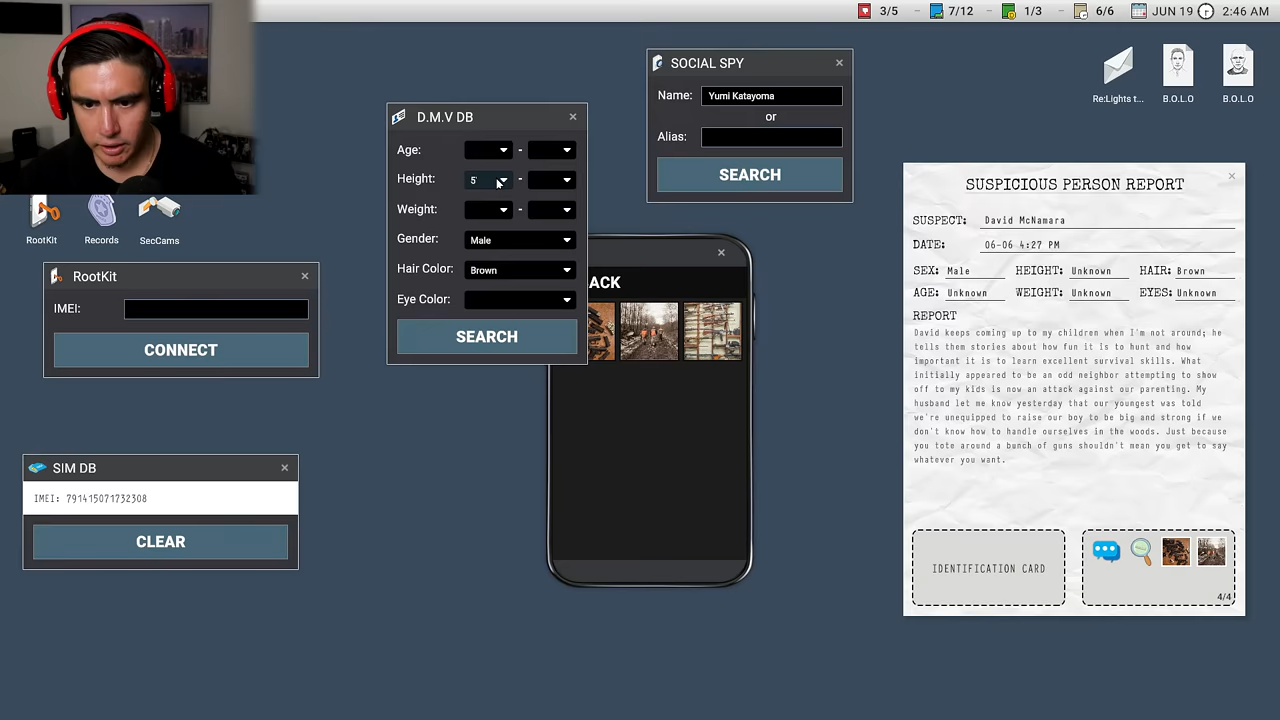 3/5 - 7/12 - 1/3 - 6/6 JUN 19 2:46 AM
Re:Lights t...
B.O.L.O
B.O.L.O
SOCIAL SPY
Name: Yumi Katayoma
or
Alias:
SEARCH
D.M.V DB
Age: -
Height: 5' -
Weight: -
Gender: Male
Hair Color: Brown
Eye Color:
SEARCH
RootKit
Records
SecCams
RootKit
IMEI:
CONNECT
SIM DB
IMEI: 791415071732308
CLEAR
ACK
SUSPICIOUS PERSON REPORT
SUSPECT: David McNamara
DATE: 06-06 4:27 PM
SEX: Male HEIGHT: Unknown HAIR: Brown
AGE: Unknown WEIGHT: Unknown EYES: Unknown
REPORT
David keeps coming up to my children when I'm not around; he
tells them stories about how fun it is to hunt and how
important it is to learn excellent survival skills. What
initially appeared to be an odd neighbor attempting to show
off to my kids is now an attack against our parenting. My
husband let me know yesterday that our youngest was told
we're unequipped to raise our boy to be big and strong if we
don't know how to handle ourselves in the woods. Just because
you tote around a bunch of guns shouldn't mean you get to say
whatever you want.
IDENTIFICATION CARD
4/4